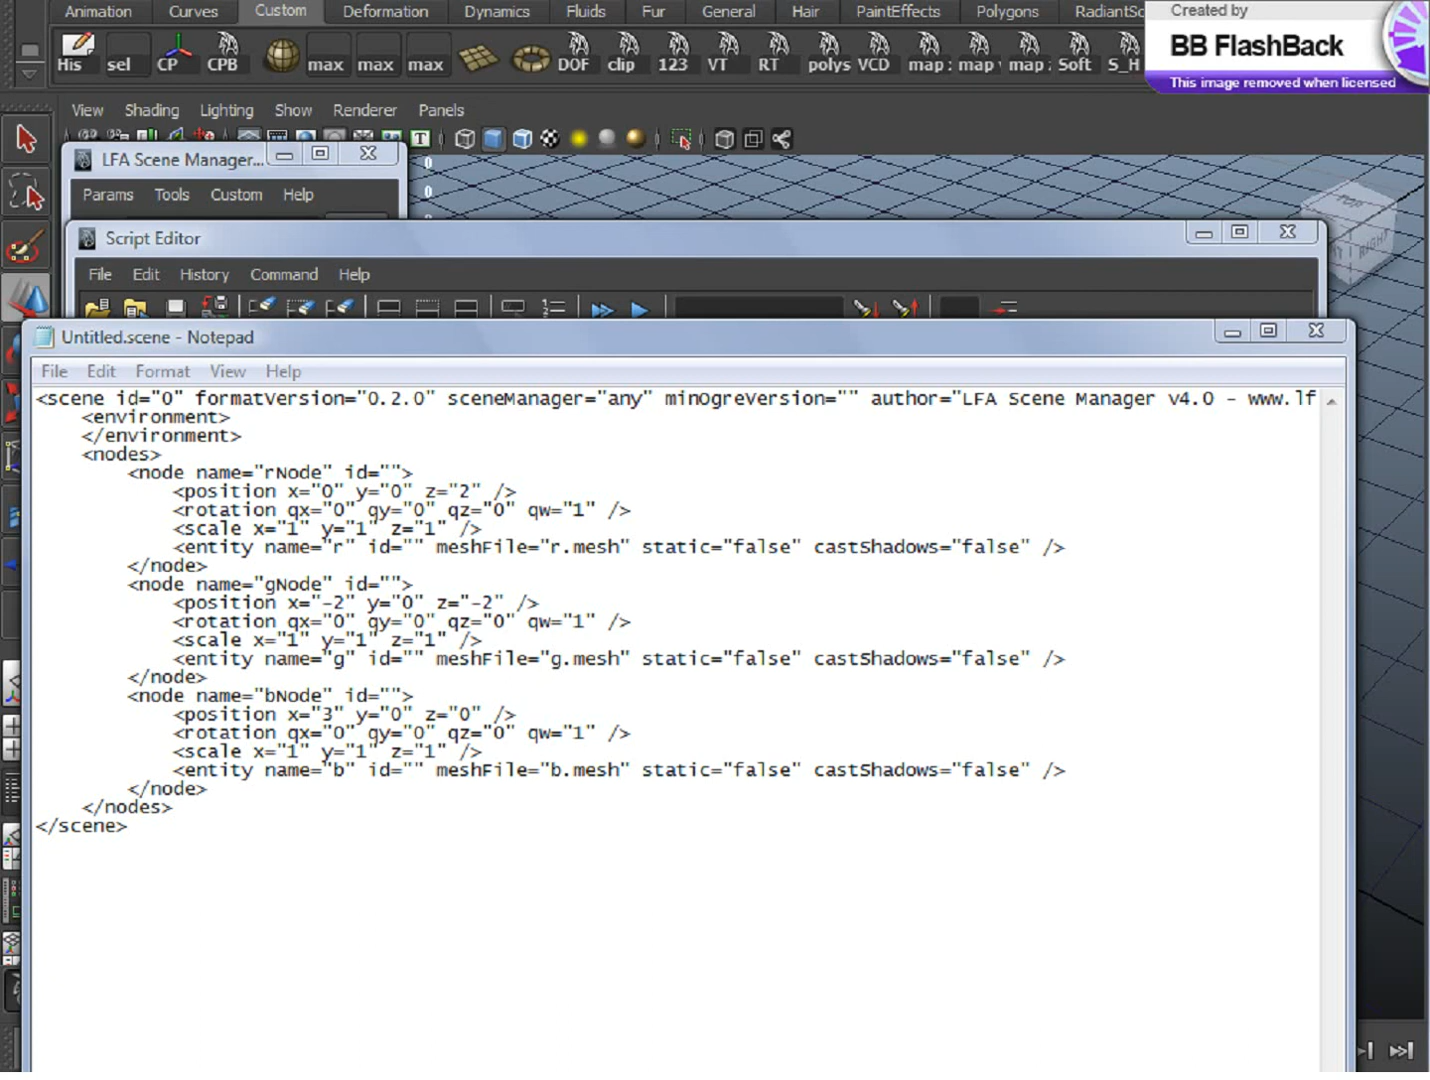 Animation Curves Custom Deformation Dynamics Fluids Fur General Hair PaintEffects Polygons RadiantSc
Created by
BB FlashBack
This image removed when licensed
His sel CP CPB max max max DOF clip 123 VT RT polys VCD map : map map : Soft S_H
View Shading Lighting Show Renderer Panels
T
LFA Scene Manager...
0
Params Tools Custom Help
0
TOP
RIGHT
Script Editor
File Edit History Command Help
Untitled.scene - Notepad
File Edit Format View Help
<scene id="0" formatVersion="0.2.0" sceneManager="any" minOgreVersion="" author="LFA Scene Manager v4.0 - www.lf
<environment>
</environment>
<nodes>
<node name="rNode" id="">
<position x="0" y="0" z="2" />
<rotation qx="0" qy="0" qz="0" qw="1" />
<scale x="1" y="1" z="1" />
<entity name="r" id="" meshFile="r.mesh" static="false" castShadows="false" />
</node>
<node name="gNode" id="">
<position x="-2" y="0" z="-2" />
<rotation qx="0" qy="0" qz="0" qw="1" />
<scale x="1" y="1" z="1" />
<entity name="g" id="" meshFile="g.mesh" static="false" castShadows="false" />
</node>
<node name="bNode" id="">
<position x="3" y="0" z="0" />
<rotation qx="0" qy="0" qz="0" qw="1" />
<scale x="1" y="1" z="1" />
<entity name="b" id="" meshFile="b.mesh" static="false" castShadows="false" />
</node>
</nodes>
</scene>